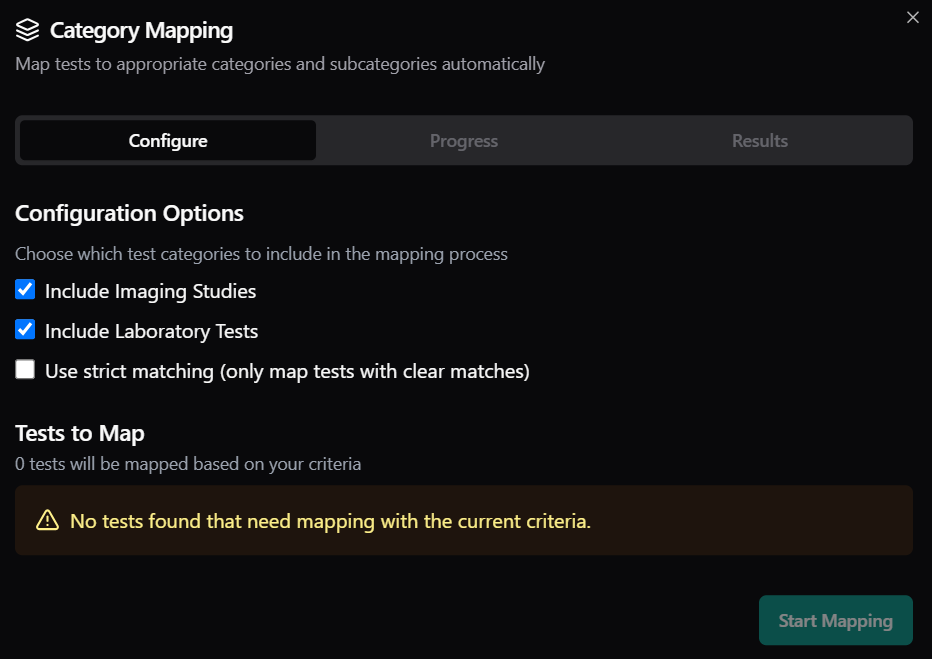 Category Mapping
Map tests to appropriate categories and subcategories automatically
Configure
Progress
Results
Configuration Options
Choose which test categories to include in the mapping process
Include Imaging Studies
Include Laboratory Tests
Use strict matching (only map tests with clear matches)
Tests to Map
0 tests will be mapped based on your criteria
No tests found that need mapping with the current criteria.
Start Mapping